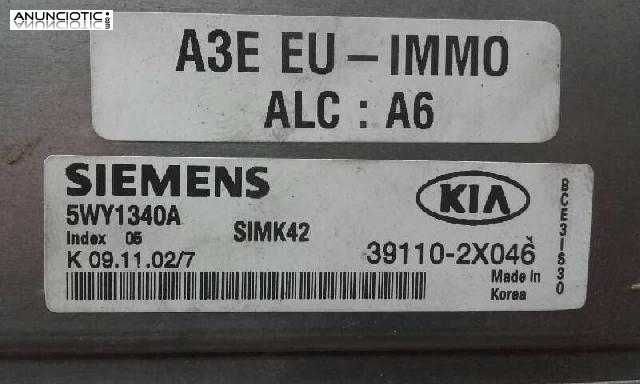 ANUNCIOTIC.com
A3E EU – IMMO
ALC : A6
SIEMENS
5WY1340A
Index 05
SIMK42
K 09.11.02/7
KIA
39110-2X046
Made in
Korea
BCE31630